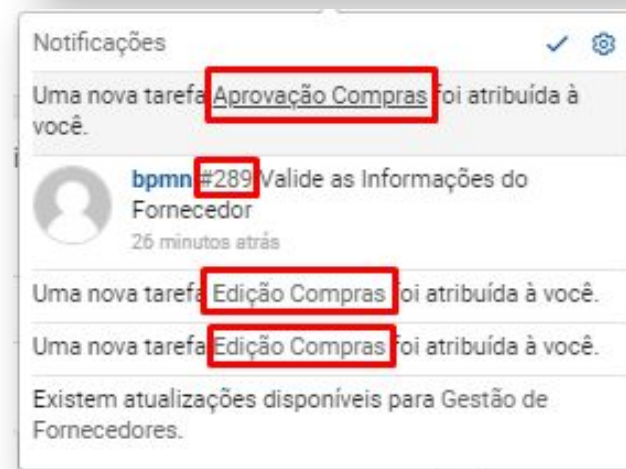 Notificações
Uma nova tarefa Aprovação Compras foi atribuída à
você.
bpmn #289 Valide as Informações do
Fornecedor
26 minutos atrás
Uma nova tarefa Edição Compras foi atribuída à você.
Uma nova tarefa Edição Compras foi atribuída à você.
Existem atualizações disponíveis para Gestão de
Fornecedores.